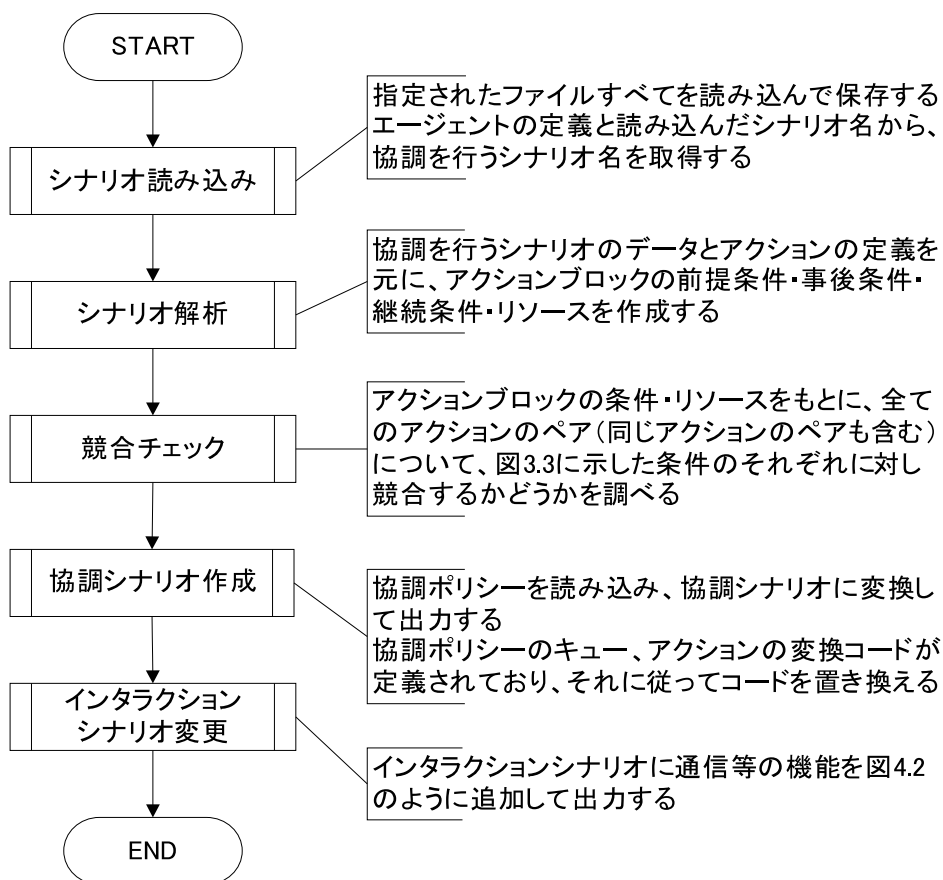 START
シナリオ読み込み
指定されたファイルすべてを読み込んで保存する
エージェントの定義と読み込んだシナリオ名から、
協調を行うシナリオ名を取得する
シナリオ解析
協調を行うシナリオのデータとアクションの定義を
元に、アクションブロックの前提条件・事後条件・
継続条件・リソースを作成する
競合チェック
アクションブロックの条件・リソースをもとに、全て
のアクションのペア（同じアクションのペアも含む）
について、図3.3に示した条件のそれぞれに対し
競合するかどうかを調べる
協調シナリオ作成
協調ポリシーを読み込み、協調シナリオに変換し
て出力する
協調ポリシーのキュー、アクションの変換コードが
定義されており、それに従ってコードを置き換える
インタラクション
シナリオ変更
インタラクションシナリオに通信等の機能を図4.2
のように追加して出力する
END